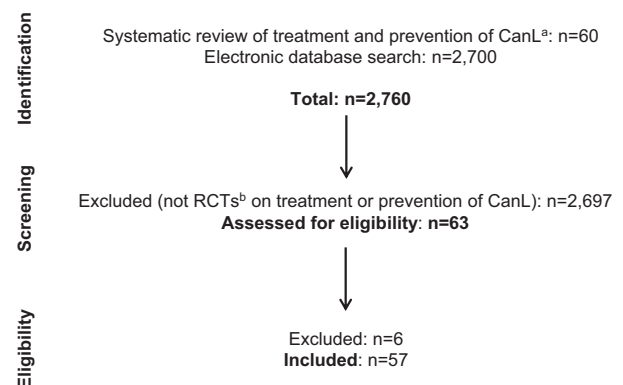 Identification
Systematic review of treatment and prevention of CanLᵃ: n=60
Electronic database search: n=2,700
Total: n=2,760
Screening
Excluded (not RCTsᵇ on treatment or prevention of CanL): n=2,697
Assessed for eligibility: n=63
Eligibility
Excluded: n=6
Included: n=57